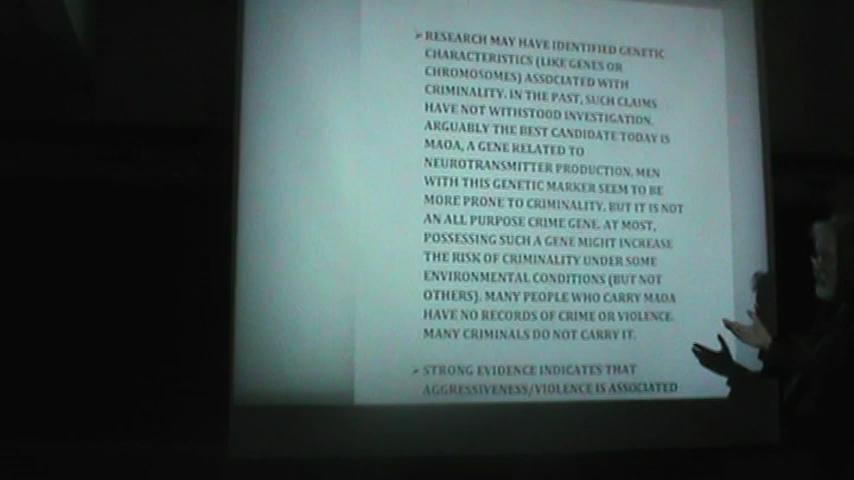 ➢ RESEARCH MAY HAVE IDENTIFIED GENETIC
CHARACTERISTICS (LIKE GENES OR
CHROMOSOMES) ASSOCIATED WITH
CRIMINALITY. IN THE PAST, SUCH CLAIMS
HAVE NOT WITHSTOOD INVESTIGATION.
ARGUABLY THE BEST CANDIDATE TODAY IS
MAOA, A GENE RELATED TO
NEUROTRANSMITTER PRODUCTION. MEN
WITH THIS GENETIC MARKER SEEM TO BE
MORE PRONE TO CRIMINALITY, BUT IT IS NOT
AN ALL PURPOSE CRIME GENE. AT MOST,
POSSESSING SUCH A GENE MIGHT INCREASE
THE RISK OF CRIMINALITY UNDER SOME
ENVIRONMENTAL CONDITIONS (BUT NOT
OTHERS). MANY PEOPLE WHO CARRY MAOA
HAVE NO RECORDS OF CRIME OR VIOLENCE.
MANY CRIMINALS DO NOT CARRY IT.
➢ STRONG EVIDENCE INDICATES THAT
AGGRESSIVENESS/VIOLENCE IS ASSOCIATED